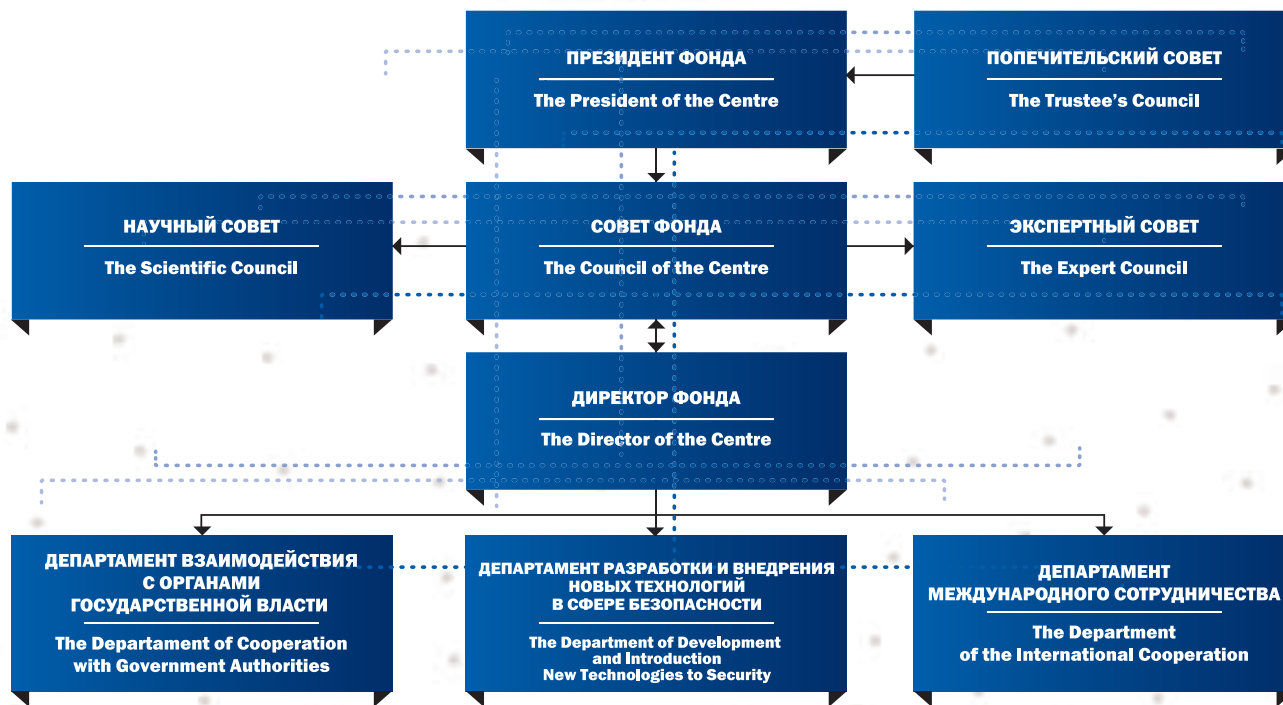 ПРЕЗИДЕНТ ФОНДА
The President of the Centre
ПОПЕЧИТЕЛЬСКИЙ СОВЕТ
The Trustee's Council
НАУЧНЫЙ СОВЕТ
The Scientific Council
СОВЕТ ФОНДА
The Council of the Centre
ЭКСПЕРТНЫЙ СОВЕТ
The Expert Council
ДИРЕКТОР ФОНДА
The Director of the Centre
ДЕПАРТАМЕНТ ВЗАИМОДЕЙСТВИЯ
С ОРГАНАМИ
ГОСУДАРСТВЕННОЙ ВЛАСТИ
The Departament of Cooperation
with Government Authorities
ДЕПАРТАМЕНТ РАЗРАБОТКИ И ВНЕДРЕНИЯ
НОВЫХ ТЕХНОЛОГИЙ
В СФЕРЕ БЕЗОПАСНОСТИ
The Department of Development
and Introduction
New Technologies to Security
ДЕПАРТАМЕНТ
МЕЖДУНАРОДНОГО СОТРУДНИЧЕСТВА
The Department
of the International Cooperation